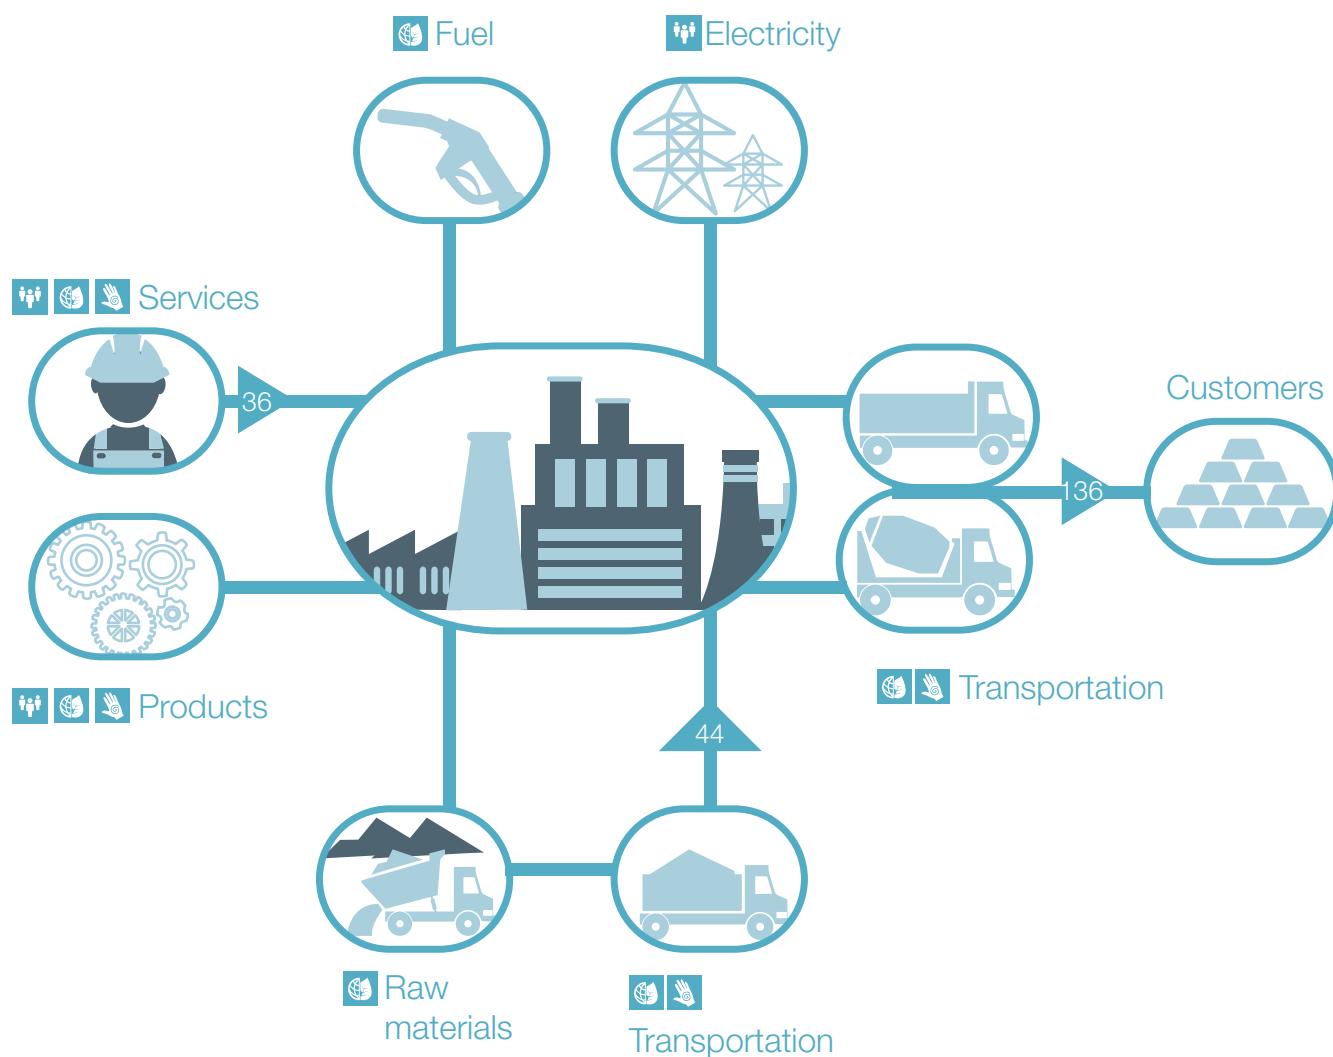 Fuel
Electricity
Services
36
Customers
136
Products
Transportation
44
Raw
materials
Transportation